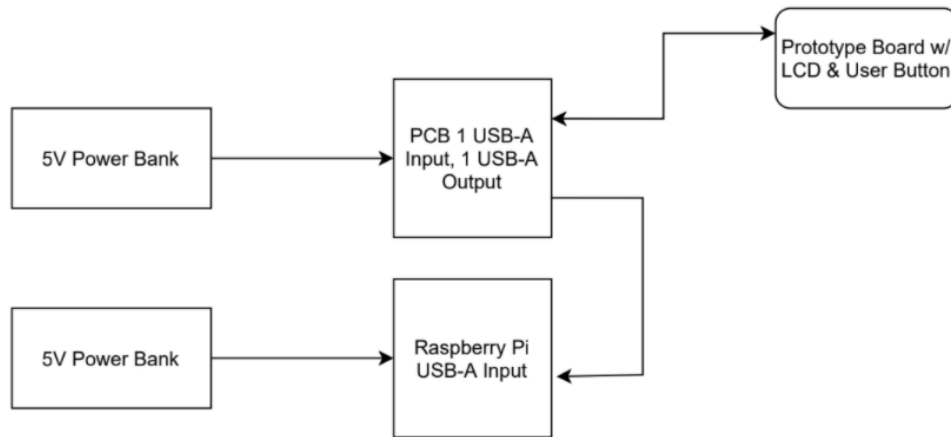 Prototype Board w/
LCD & User Button
5V Power Bank
PCB 1 USB-A
Input, 1 USB-A
Output
5V Power Bank
Raspberry Pi
USB-A Input